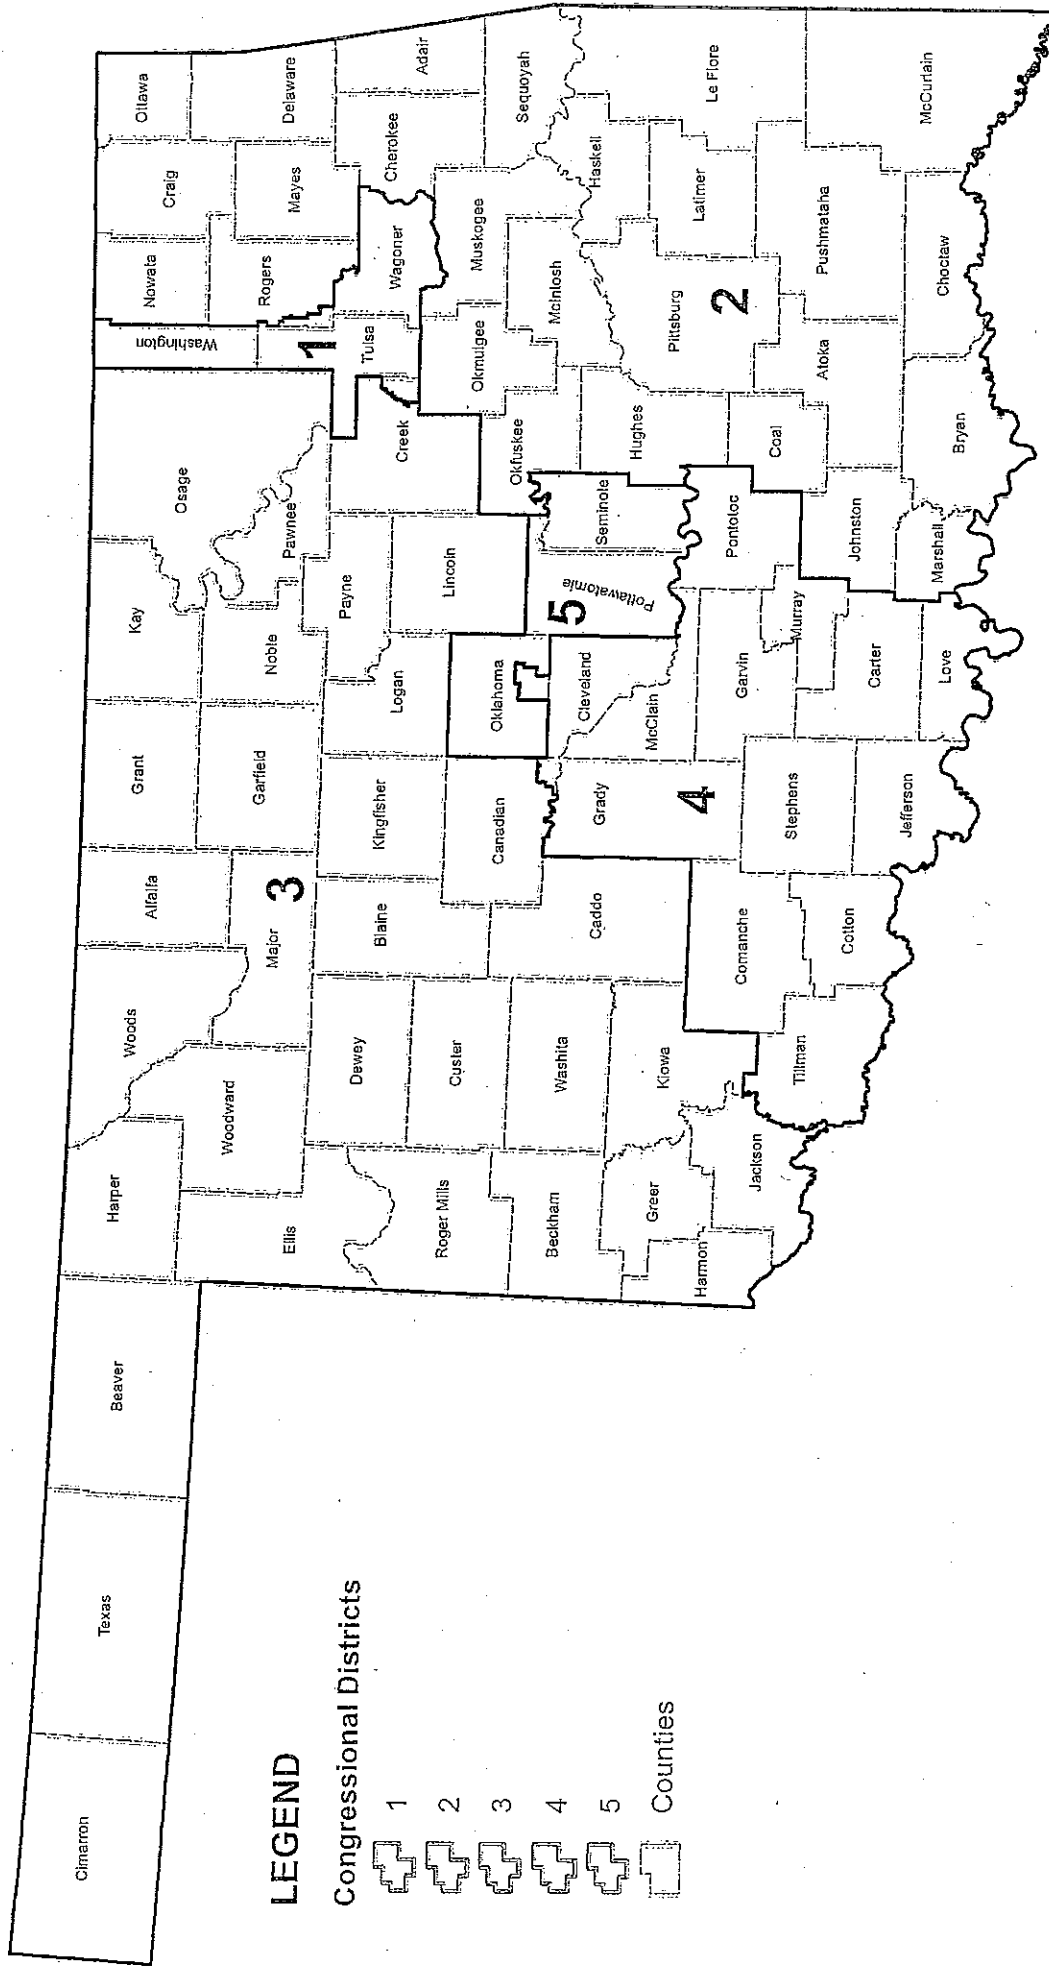 Cimarron
Texas
Beaver
Harper
Woods
Alfalfa
Grant
Kay
Osage
Washington
Nowata
Craig
Ottawa
Ellis
Woodward
Major
3
Garfield
Noble
Pawnee
1
Rogers
Mayes
Delaware
Dewey
Blaine
Kingfisher
Logan
Payne
Creek
Tulsa
Wagoner
Cherokee
Adair
Roger Mills
Custer
Canadian
Oklahoma
Lincoln
Okfuskee
Okmulgee
Muskogee
Sequoyah
Beckham
Washita
Caddo
Grady
Cleveland
McClain
5
Pottawatomie
Seminole
Hughes
McIntosh
Haskell
Pittsburg
2
Latimer
Le Flore
Greer
Kiowa
Harmon
Jackson
Comanche
Tillman
Cotton
4
Stephens
Jefferson
Garvin
Murray
Pontoloc
Coal
Carter
Love
Johnston
Marshall
Atoka
Bryan
Pushmataha
Choctaw
McCurtain
LEGEND
Congressional Districts
1
2
3
4
5
Counties